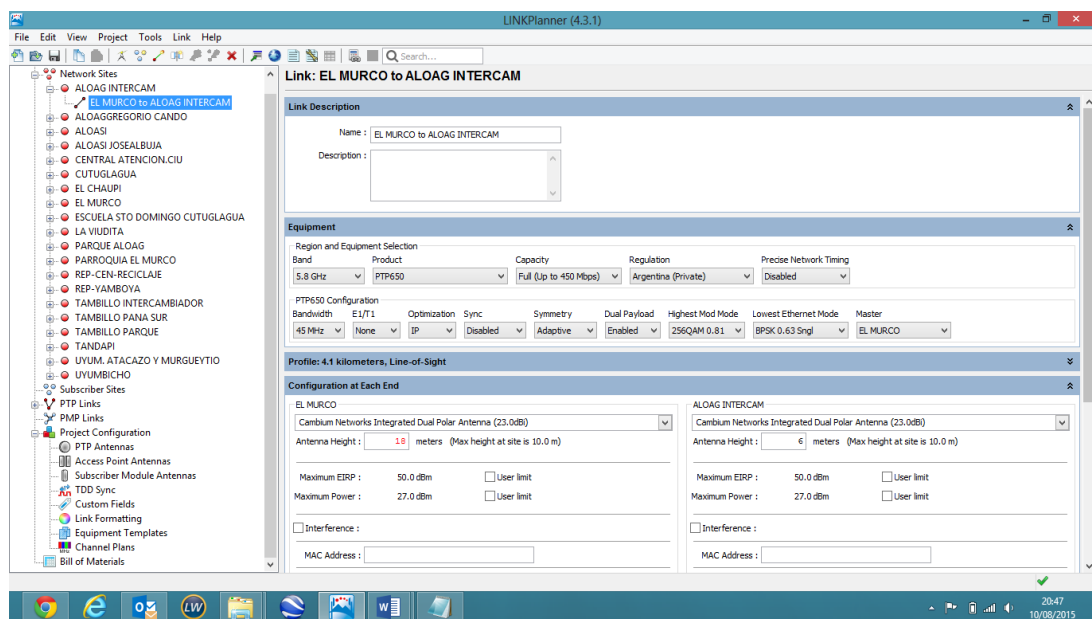 LINKPlanner (4.3.1)
File Edit View Project Tools Link Help
Search...
Network Sites
ALOAG INTERCAM
EL MURCO to ALOAG INTERCAM
ALOAGGREGORIO CANDO
ALOASI
ALOASI JOSEALBUJA
CENTRAL ATENCION.CIU
CUTUGLAGUA
EL CHAUPI
EL MURCO
ESCUELA STO DOMINGO CUTUGLAGUA
LA VIUDITA
PARQUE ALOAG
PARROQUIA EL MURCO
REP-CEN-RECICLAJE
REP-YAMBOYA
TAMBILLO INTERCAMBIADOR
TAMBILLO PANA SUR
TAMBILLO PARQUE
TANDAPI
UYUM. ATACAZO Y MURGUEYTIO
UYUMBICHO
Subscriber Sites
PTP Links
PMP Links
Project Configuration
PTP Antennas
Access Point Antennas
Subscriber Module Antennas
TDD Sync
Custom Fields
Link Formatting
Equipment Templates
Channel Plans
Bill of Materials
Link: EL MURCO to ALOAG INTERCAM
Link Description
Name : EL MURCO to ALOAG INTERCAM
Description :
Equipment
Region and Equipment Selection
Band Product Capacity Regulation Precise Network Timing
5.8 GHz PTP650 Full (Up to 450 Mbps) Argentina (Private) Disabled
PTP650 Configuration
Bandwidth E1/T1 Optimization Sync Symmetry Dual Payload Highest Mod Mode Lowest Ethernet Mode Master
45 MHz None IP Disabled Adaptive Enabled 256QAM 0.81 BPSK 0.63 Sngl EL MURCO
Profile: 4.1 kilometers, Line-of-Sight
Configuration at Each End
EL MURCO
Cambium Networks Integrated Dual Polar Antenna (23.0dBi)
Antenna Height : 18 meters (Max height at site is 10.0 m)
Maximum EIRP : 50.0 dBm User limit
Maximum Power : 27.0 dBm User limit
Interference :
MAC Address :
ALOAG INTERCAM
Cambium Networks Integrated Dual Polar Antenna (23.0dBi)
Antenna Height : 6 meters (Max height at site is 10.0 m)
Maximum EIRP : 50.0 dBm User limit
Maximum Power : 27.0 dBm User limit
Interference :
MAC Address :
LW
20:47
10/08/2015